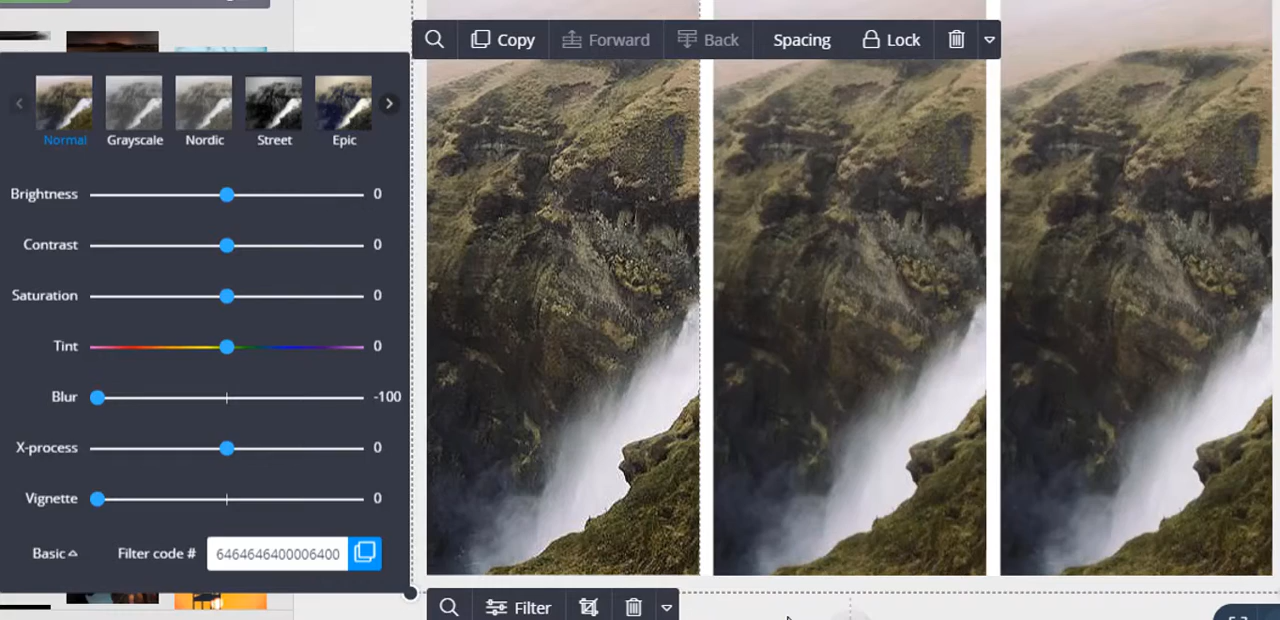 Copy Forward Back Spacing Lock
Normal Grayscale Nordic Street Epic
Brightness 0
Contrast 0
Saturation 0
Tint 0
Blur -100
X-process 0
Vignette 0
Basic Filter code # 6464646400006400
Filter